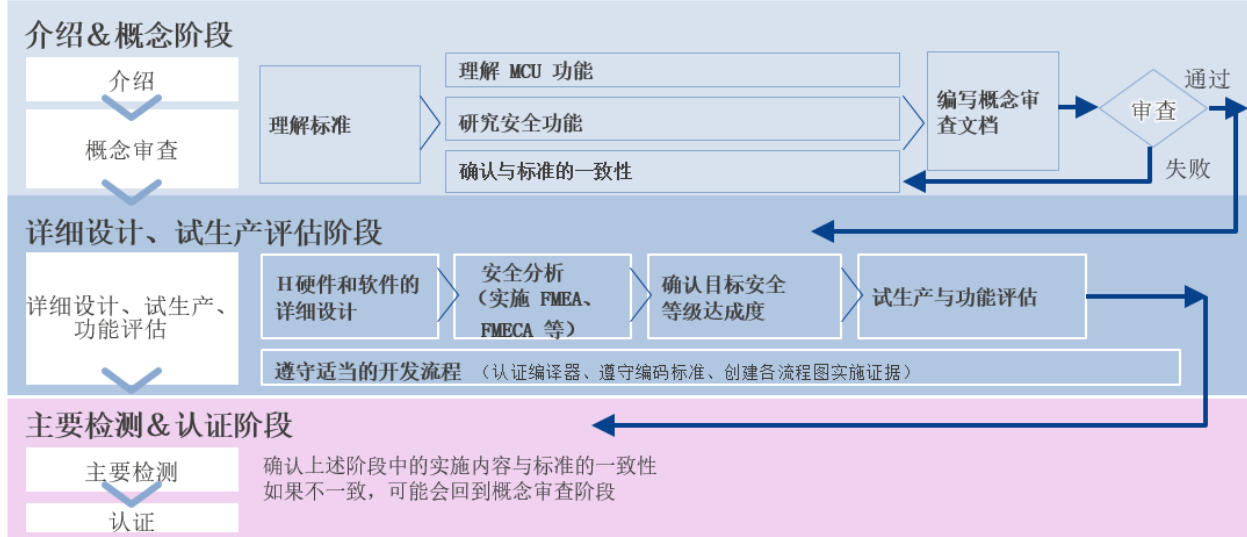 介绍&概念阶段
介绍
概念审查
理解标准
理解 MCU 功能
研究安全功能
确认与标准的一致性
编写概念审
查文档
审查
通过
失败
详细设计、试生产评估阶段
详细设计、试生产、
功能评估
H硬件和软件的
详细设计
安全分析
（实施 FMEA、
FMECA 等）
确认目标安全
等级达成度
试生产与功能评估
遵守适当的开发流程 （认证编译器、遵守编码标准、创建各流程图实施证据）
主要检测&认证阶段
主要检测
认证
确认上述阶段中的实施内容与标准的一致性
如果不一致，可能会回到概念审查阶段